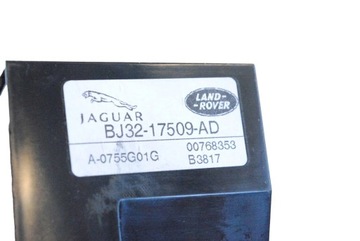 JAGUAR
LAND-
-ROVER
BJ32-17509-AD
A-0755G01G
00768353
B3817